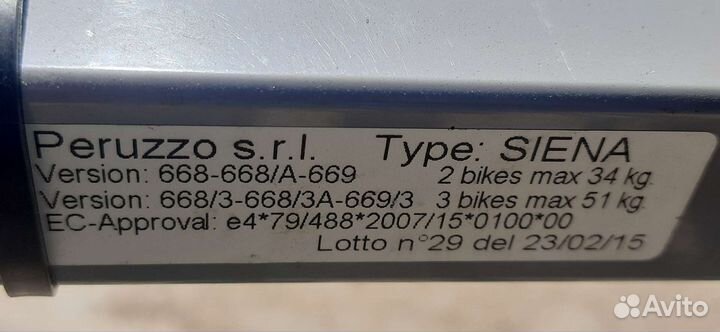 Peruzzo s.r.l. Type: SIENA
Version: 668-668/A-669 2 bikes max 34 kg.
Version: 668/3-668/3A-669/3 3 bikes max 51 kg.
EC-Approval: e4*79/488*2007/15*0100*00
Lotto n°29 del 23/02/15
Avito